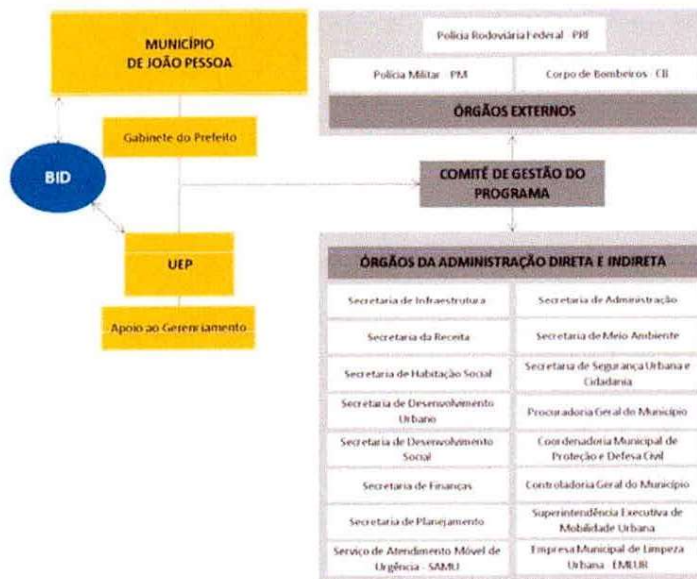 MUNICÍPIO
DE JOÃO PESSOA
Gabinete do Prefeito
BID
UEP
Apoio ao Gerenciamento
Polícia Rodoviária Federal - PRF
Polícia Militar - PM
Corpo de Bombeiros - CB
ÓRGÃOS EXTERNOS
COMITÊ DE GESTÃO DO
PROGRAMA
ÓRGÃOS DA ADMINISTRAÇÃO DIRETA E INDIRETA
Secretaria de Infraestrutura
Secretaria de Administração
Secretaria da Receita
Secretaria de Meio Ambiente
Secretaria de Habitação Social
Secretaria de Segurança Urbana e
Cidadania
Secretaria de Desenvolvimento
Urbano
Procuradoria Geral do Município
Secretaria de Desenvolvimento
Social
Coordenadoria Municipal de
Proteção e Defesa Civil
Secretaria de Finanças
Controladoria Geral do Município
Secretaria de Planejamento
Superintendência Executiva de
Mobilidade Urbana
Serviço de Atendimento Móvel de
Urgência - SAMU
Empresa Municipal de Limpeza
Urbana - EMLUR